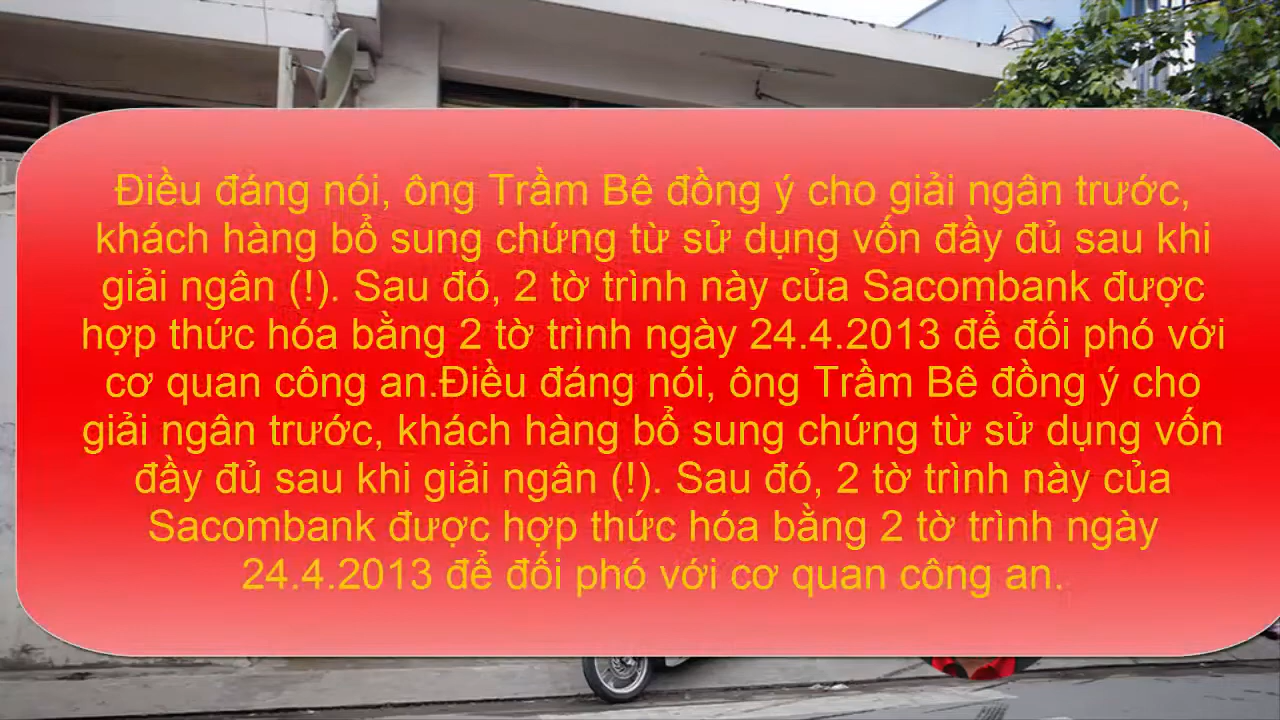 Điều đáng nói, ông Trầm Bê đồng ý cho giải ngân trước,
khách hàng bổ sung chứng từ sử dụng vốn đầy đủ sau khi
giải ngân (!). Sau đó, 2 tờ trình này của Sacombank được
hợp thức hóa bằng 2 tờ trình ngày 24.4.2013 để đối phó với
cơ quan công an.Điều đáng nói, ông Trầm Bê đồng ý cho
giải ngân trước, khách hàng bổ sung chứng từ sử dụng vốn
đầy đủ sau khi giải ngân (!). Sau đó, 2 tờ trình này của
Sacombank được hợp thức hóa bằng 2 tờ trình ngày
24.4.2013 để đối phó với cơ quan công an.